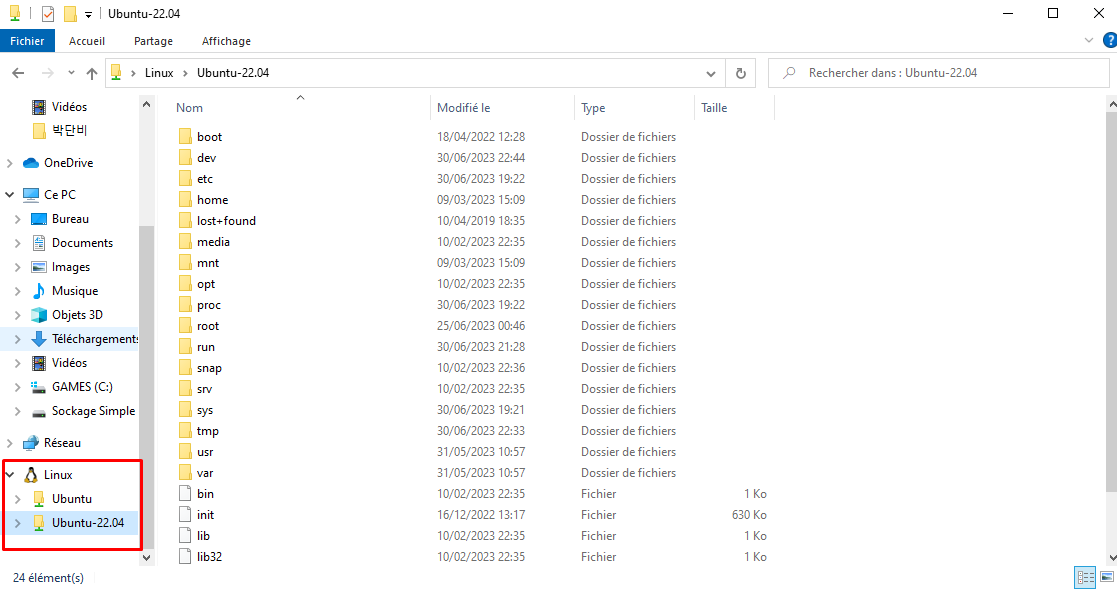 Ubuntu-22.04
Fichier Accueil Partage Affichage ?
Linux Ubuntu-22.04 Rechercher dans : Ubuntu-22.04
Vidéos
박단비
OneDrive
Ce PC
Bureau
Documents
Images
Musique
Objets 3D
Téléchargements
Vidéos
GAMES (C:)
Sockage Simple
Réseau
Linux
Ubuntu
Ubuntu-22.04
Nom Modifié le Type Taille
boot 18/04/2022 12:28 Dossier de fichiers
dev 30/06/2023 22:44 Dossier de fichiers
etc 30/06/2023 19:22 Dossier de fichiers
home 09/03/2023 15:09 Dossier de fichiers
lost+found 10/04/2019 18:35 Dossier de fichiers
media 10/02/2023 22:35 Dossier de fichiers
mnt 09/03/2023 15:09 Dossier de fichiers
opt 10/02/2023 22:35 Dossier de fichiers
proc 30/06/2023 19:22 Dossier de fichiers
root 25/06/2023 00:46 Dossier de fichiers
run 30/06/2023 21:28 Dossier de fichiers
snap 10/02/2023 22:36 Dossier de fichiers
srv 10/02/2023 22:35 Dossier de fichiers
sys 30/06/2023 19:21 Dossier de fichiers
tmp 30/06/2023 22:33 Dossier de fichiers
usr 31/05/2023 10:57 Dossier de fichiers
var 31/05/2023 10:57 Dossier de fichiers
bin 10/02/2023 22:35 Fichier 1 Ko
init 16/12/2022 13:17 Fichier 630 Ko
lib 10/02/2023 22:35 Fichier 1 Ko
lib32 10/02/2023 22:35 Fichier 1 Ko
24 élément(s)